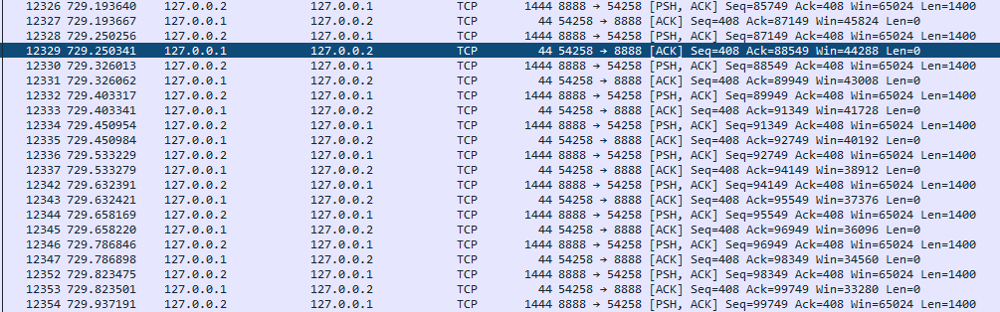 12326 729.193640 127.0.0.2 127.0.0.1 TCP 1444 8888 → 54258 [PSH, ACK] Seq=85749 Ack=408 Win=65024 Len=1400
12327 729.193667 127.0.0.1 127.0.0.2 TCP 44 54258 → 8888 [ACK] Seq=408 Ack=87149 Win=45824 Len=0
12328 729.250256 127.0.0.2 127.0.0.1 TCP 1444 8888 → 54258 [PSH, ACK] Seq=87149 Ack=408 Win=65024 Len=1400
12329 729.250341 127.0.0.1 127.0.0.2 TCP 44 54258 → 8888 [ACK] Seq=408 Ack=88549 Win=44288 Len=0
12330 729.326013 127.0.0.2 127.0.0.1 TCP 1444 8888 → 54258 [PSH, ACK] Seq=88549 Ack=408 Win=65024 Len=1400
12331 729.326062 127.0.0.1 127.0.0.2 TCP 44 54258 → 8888 [ACK] Seq=408 Ack=89949 Win=43008 Len=0
12332 729.403317 127.0.0.2 127.0.0.1 TCP 1444 8888 → 54258 [PSH, ACK] Seq=89949 Ack=408 Win=65024 Len=1400
12333 729.403341 127.0.0.1 127.0.0.2 TCP 44 54258 → 8888 [ACK] Seq=408 Ack=91349 Win=41728 Len=0
12334 729.450954 127.0.0.2 127.0.0.1 TCP 1444 8888 → 54258 [PSH, ACK] Seq=91349 Ack=408 Win=65024 Len=1400
12335 729.450984 127.0.0.1 127.0.0.2 TCP 44 54258 → 8888 [ACK] Seq=408 Ack=92749 Win=40192 Len=0
12336 729.533229 127.0.0.2 127.0.0.1 TCP 1444 8888 → 54258 [PSH, ACK] Seq=92749 Ack=408 Win=65024 Len=1400
12337 729.533279 127.0.0.1 127.0.0.2 TCP 44 54258 → 8888 [ACK] Seq=408 Ack=94149 Win=38912 Len=0
12342 729.632391 127.0.0.2 127.0.0.1 TCP 1444 8888 → 54258 [PSH, ACK] Seq=94149 Ack=408 Win=65024 Len=1400
12343 729.632421 127.0.0.1 127.0.0.2 TCP 44 54258 → 8888 [ACK] Seq=408 Ack=95549 Win=37376 Len=0
12344 729.658169 127.0.0.2 127.0.0.1 TCP 1444 8888 → 54258 [PSH, ACK] Seq=95549 Ack=408 Win=65024 Len=1400
12345 729.658220 127.0.0.1 127.0.0.2 TCP 44 54258 → 8888 [ACK] Seq=408 Ack=96949 Win=36096 Len=0
12346 729.786846 127.0.0.2 127.0.0.1 TCP 1444 8888 → 54258 [PSH, ACK] Seq=96949 Ack=408 Win=65024 Len=1400
12347 729.786898 127.0.0.1 127.0.0.2 TCP 44 54258 → 8888 [ACK] Seq=408 Ack=98349 Win=34560 Len=0
12352 729.823475 127.0.0.2 127.0.0.1 TCP 1444 8888 → 54258 [PSH, ACK] Seq=98349 Ack=408 Win=65024 Len=1400
12353 729.823501 127.0.0.1 127.0.0.2 TCP 44 54258 → 8888 [ACK] Seq=408 Ack=99749 Win=33280 Len=0
12354 729.937191 127.0.0.2 127.0.0.1 TCP 1444 8888 → 54258 [PSH, ACK] Seq=99749 Ack=408 Win=65024 Len=1400